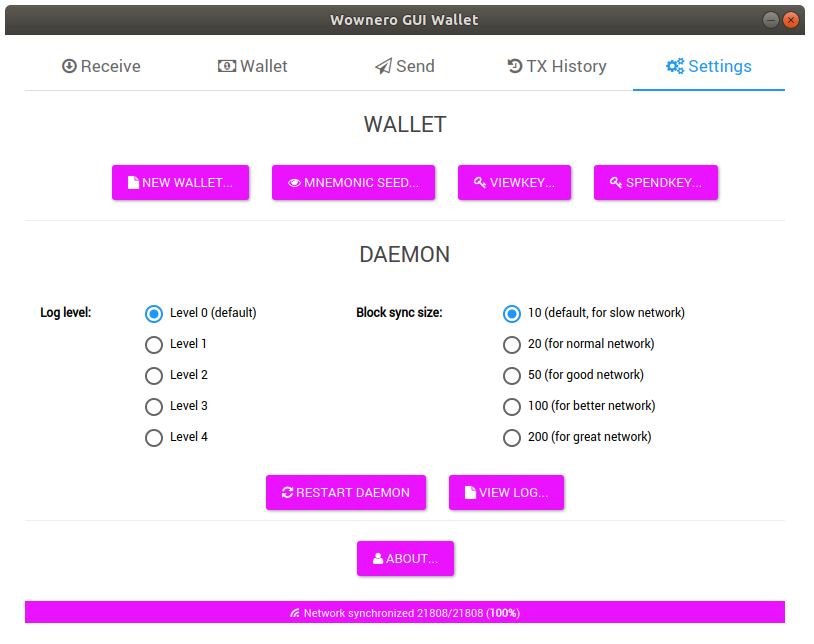 Wownero GUI Wallet
Receive Wallet Send TX History Settings
WALLET
NEW WALLET... MNEMONIC SEED... VIEWKEY... SPENDKEY...
DAEMON
Log level: Level 0 (default) Block sync size: 10 (default, for slow network)
Level 1 20 (for normal network)
Level 2 50 (for good network)
Level 3 100 (for better network)
Level 4 200 (for great network)
RESTART DAEMON VIEW LOG...
ABOUT...
Network synchronized 21808/21808 (100%)